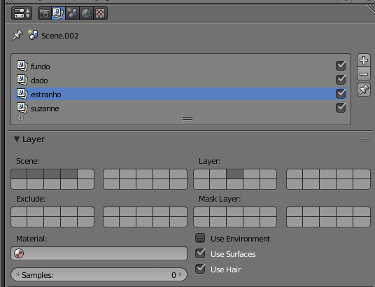 Scene.002
fundo
dado
estranho
suzanne
Layer
Scene: Layer:
Exclude: Mask Layer:
Material: Use Environment
Use Surfaces
Samples: 0 Use Hair